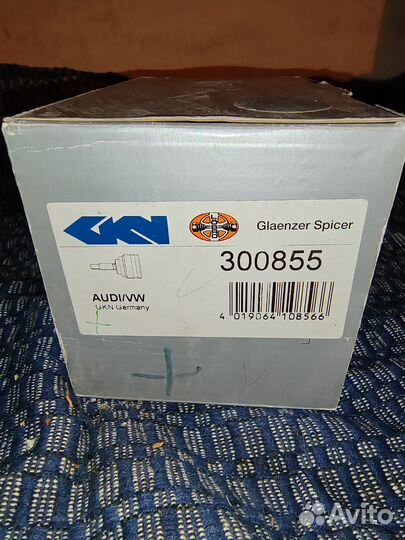 GKN
Glaenzer Spicer
300855
AUDI/VW
GKN Germany
4 019064 108566
Avito